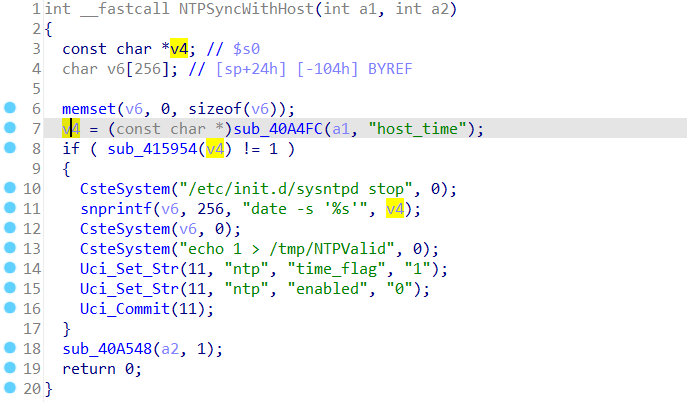 1 int __fastcall NTPSyncWithHost(int a1, int a2)
2 {
3 const char *v4; // $s0
4 char v6[256]; // [sp+24h] [-104h] BYREF
5
6 memset(v6, 0, sizeof(v6));
7 v4 = (const char *)sub_40A4FC(a1, "host_time");
8 if ( sub_415954(v4) != 1 )
9 {
10 CsteSystem("/etc/init.d/sysntpd stop", 0);
11 snprintf(v6, 256, "date -s '%s'", v4);
12 CsteSystem(v6, 0);
13 CsteSystem("echo 1 > /tmp/NTPValid", 0);
14 Uci_Set_Str(11, "ntp", "time_flag", "1");
15 Uci_Set_Str(11, "ntp", "enabled", "0");
16 Uci_Commit(11);
17 }
18 sub_40A548(a2, 1);
19 return 0;
20 }